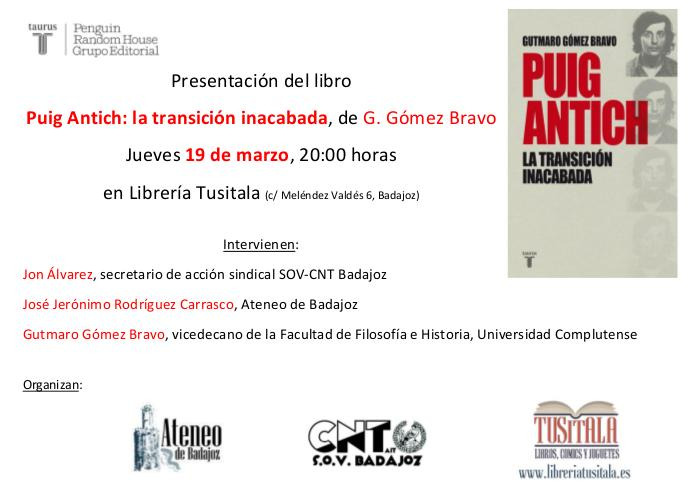 taurus
T
Penguin
Random House
Grupo Editorial
Presentación del libro
Puig Antich: la transición inacabada, de G. Gómez Bravo
Jueves 19 de marzo, 20:00 horas
en Librería Tusitala (c/ Meléndez Valdés 6, Badajoz)
GUTMARO GÓMEZ BRAVO
PUIG
ANTICH
LA TRANSICIÓN
INACABADA
taurus
T
Intervienen:
Jon Álvarez, secretario de acción sindical SOV-CNT Badajoz
José Jerónimo Rodríguez Carrasco, Ateneo de Badajoz
Gutmaro Gómez Bravo, vicedecano de la Facultad de Filosofía e Historia, Universidad Complutense
Organizan:
Ateneo
de Badajoz
CNT
AIT
S.O.V. BADAJOZ
TUSITALA
LIBROS, COMICS Y JUGUETES
www.libreriatusitala.es